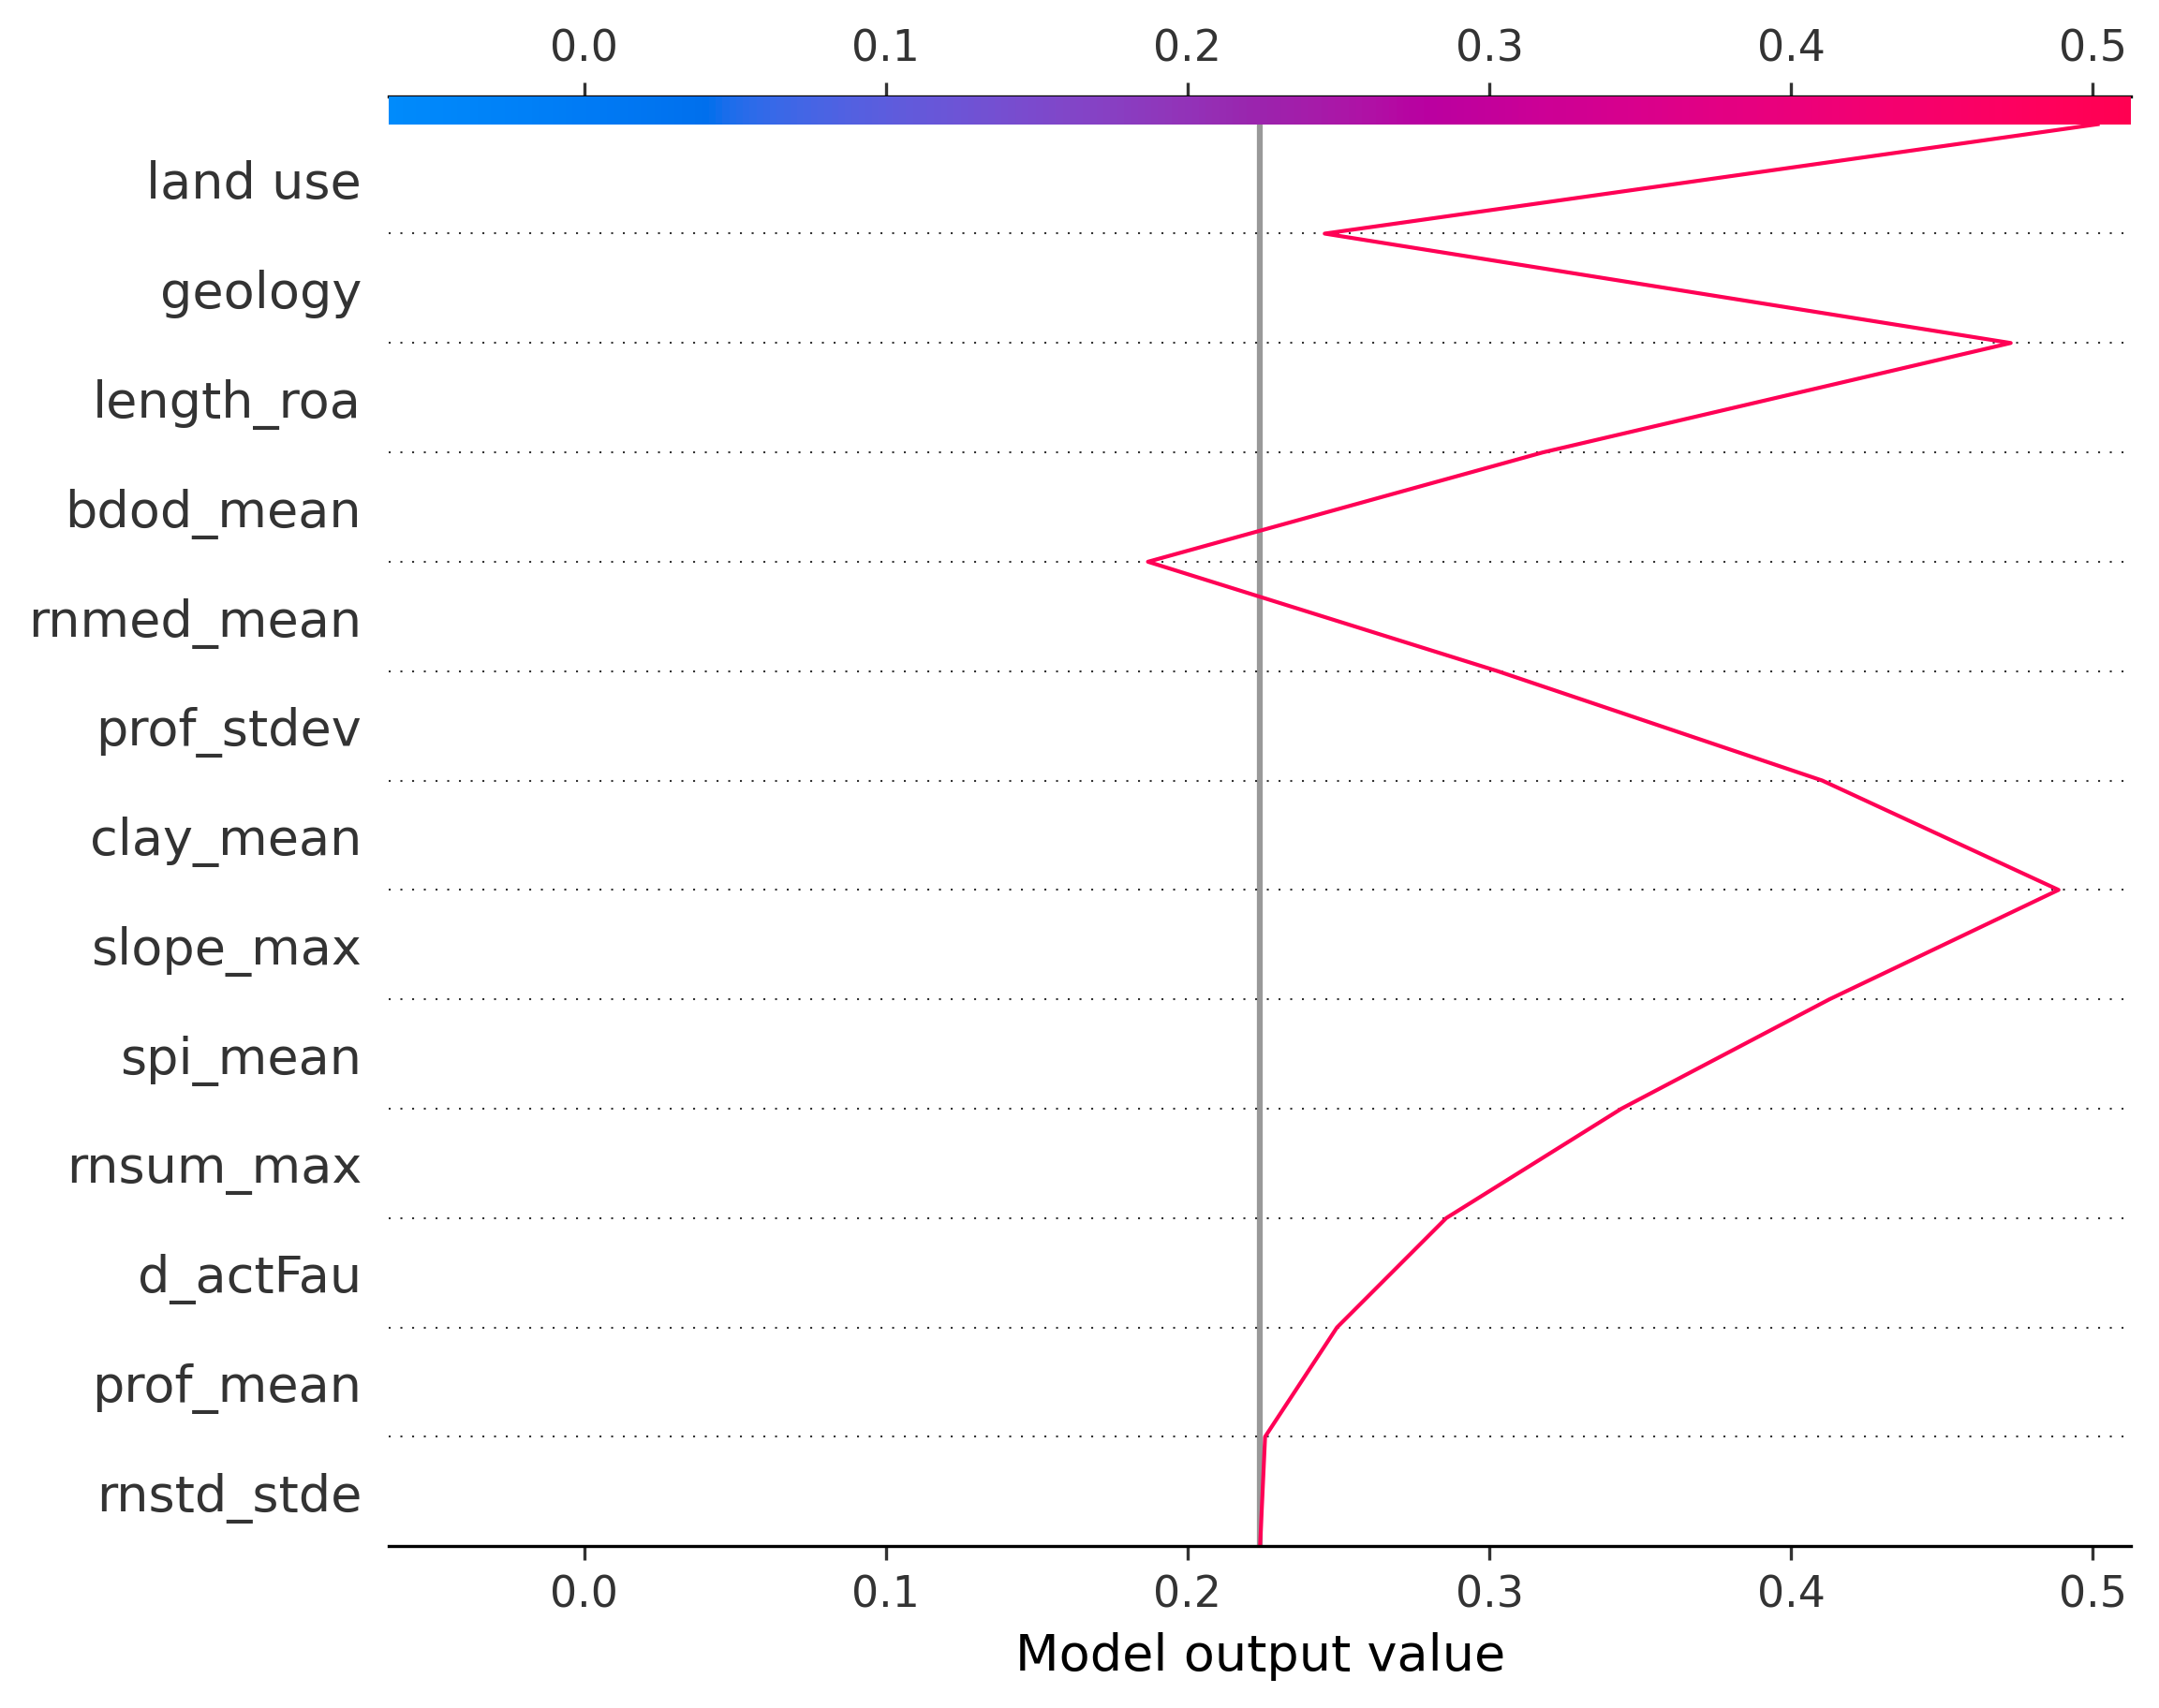 0.0 0.1 0.2 0.3 0.4 0.5
land use
geology
length_roa
bdod_mean
rnmed_mean
prof_stdev
clay_mean
slope_max
spi_mean
rnsum_max
d_actFau
prof_mean
rnstd_stde
0.0 0.1 0.2 0.3 0.4 0.5
Model output value